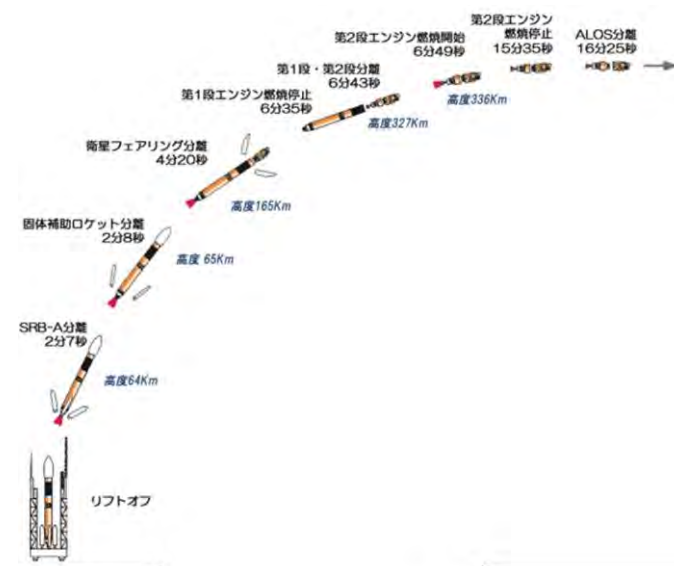 リフトオフ
SRB-A分離
2分7秒
高度64Km
固体補助ロケット分離
2分8秒
高度 65Km
衛星フェアリング分離
4分20秒
高度165Km
第1段エンジン燃焼停止
6分35秒
第1段・第2段分離
6分43秒
高度327Km
第2段エンジン燃焼開始
6分49秒
高度336Km
第2段エンジン
燃焼停止
15分35秒
ALOS分離
16分25秒